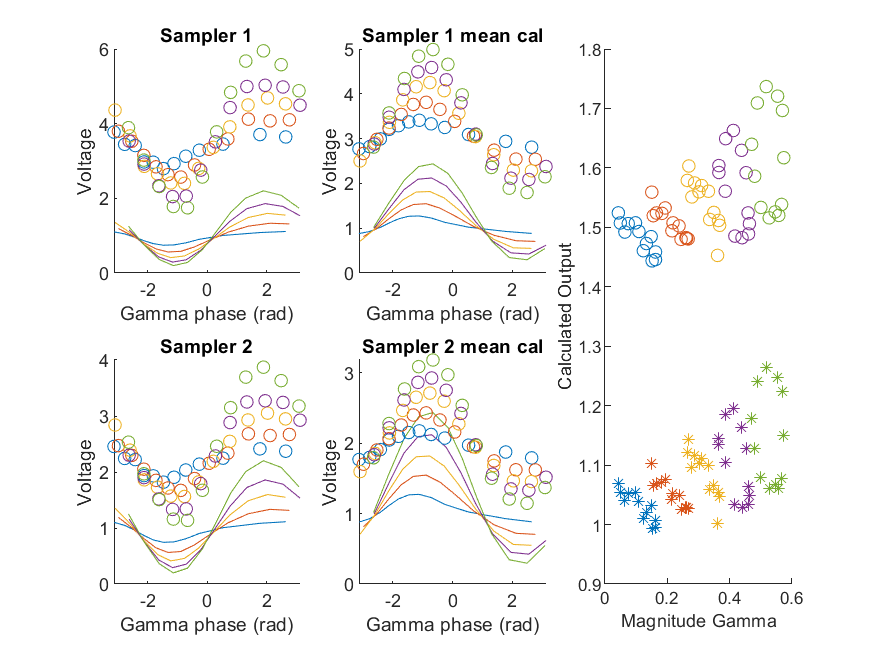 Sampler 1
Voltage
6
4
2
0
-2 0 2
Gamma phase (rad)
Sampler 1 mean cal
Voltage
5
4
3
2
1
0
-2 0 2
Gamma phase (rad)
Sampler 2
Voltage
4
3
2
1
0
-2 0 2
Gamma phase (rad)
Sampler 2 mean cal
Voltage
3
2
1
0
-2 0 2
Gamma phase (rad)
Calculated Output
1.8
1.7
1.6
1.5
1.4
1.3
1.2
1.1
1
0.9
0 0.2 0.4 0.6
Magnitude Gamma